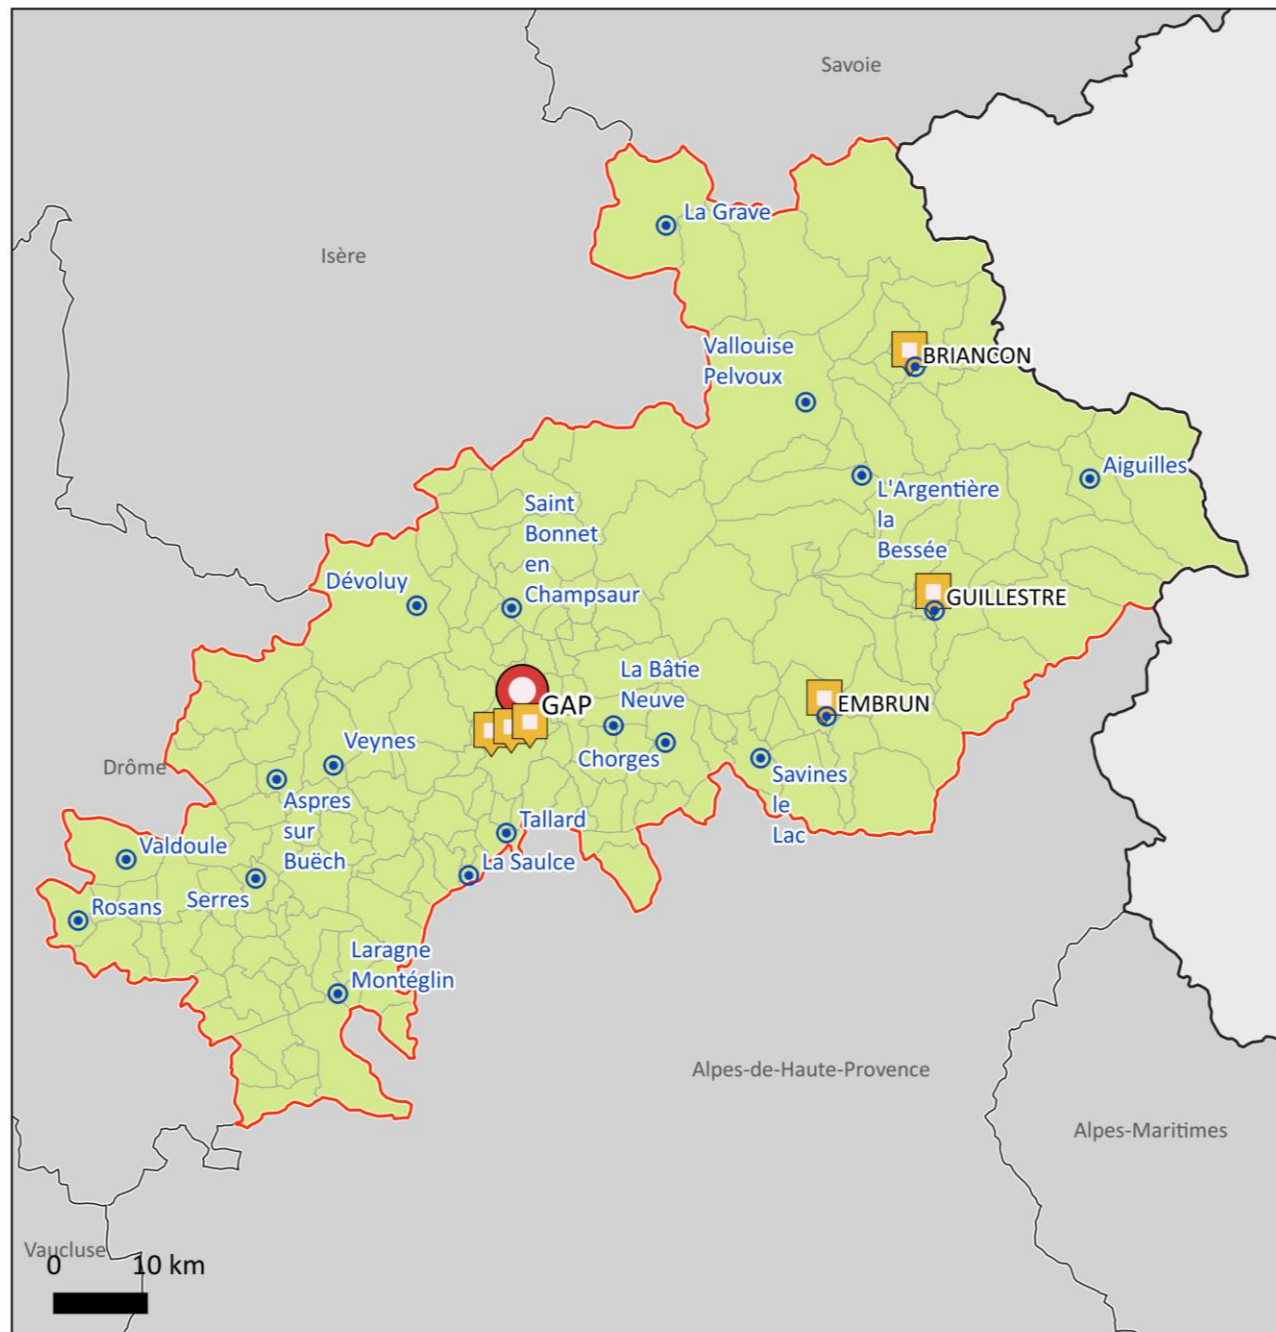 Savoie
La Grave
Isère
Vallouise
Pelvoux
BRIANCON
Aiguilles
L'Argentière
la
Bessée
Saint
Bonnet
en
Champsaur
Dévoluy
GUILLESTRE
La Bâtie
Neuve
GAP
EMBRUN
Veynes
Chorges
Drôme
Savines
le
Lac
Aspres
sur
Buëch
Tallard
Valdoule
La Saulce
Serres
Rosans
Laragne
Montéglin
Alpes-de-Haute-Provence
Alpes-Maritimes
Vaucluse
0 10 km